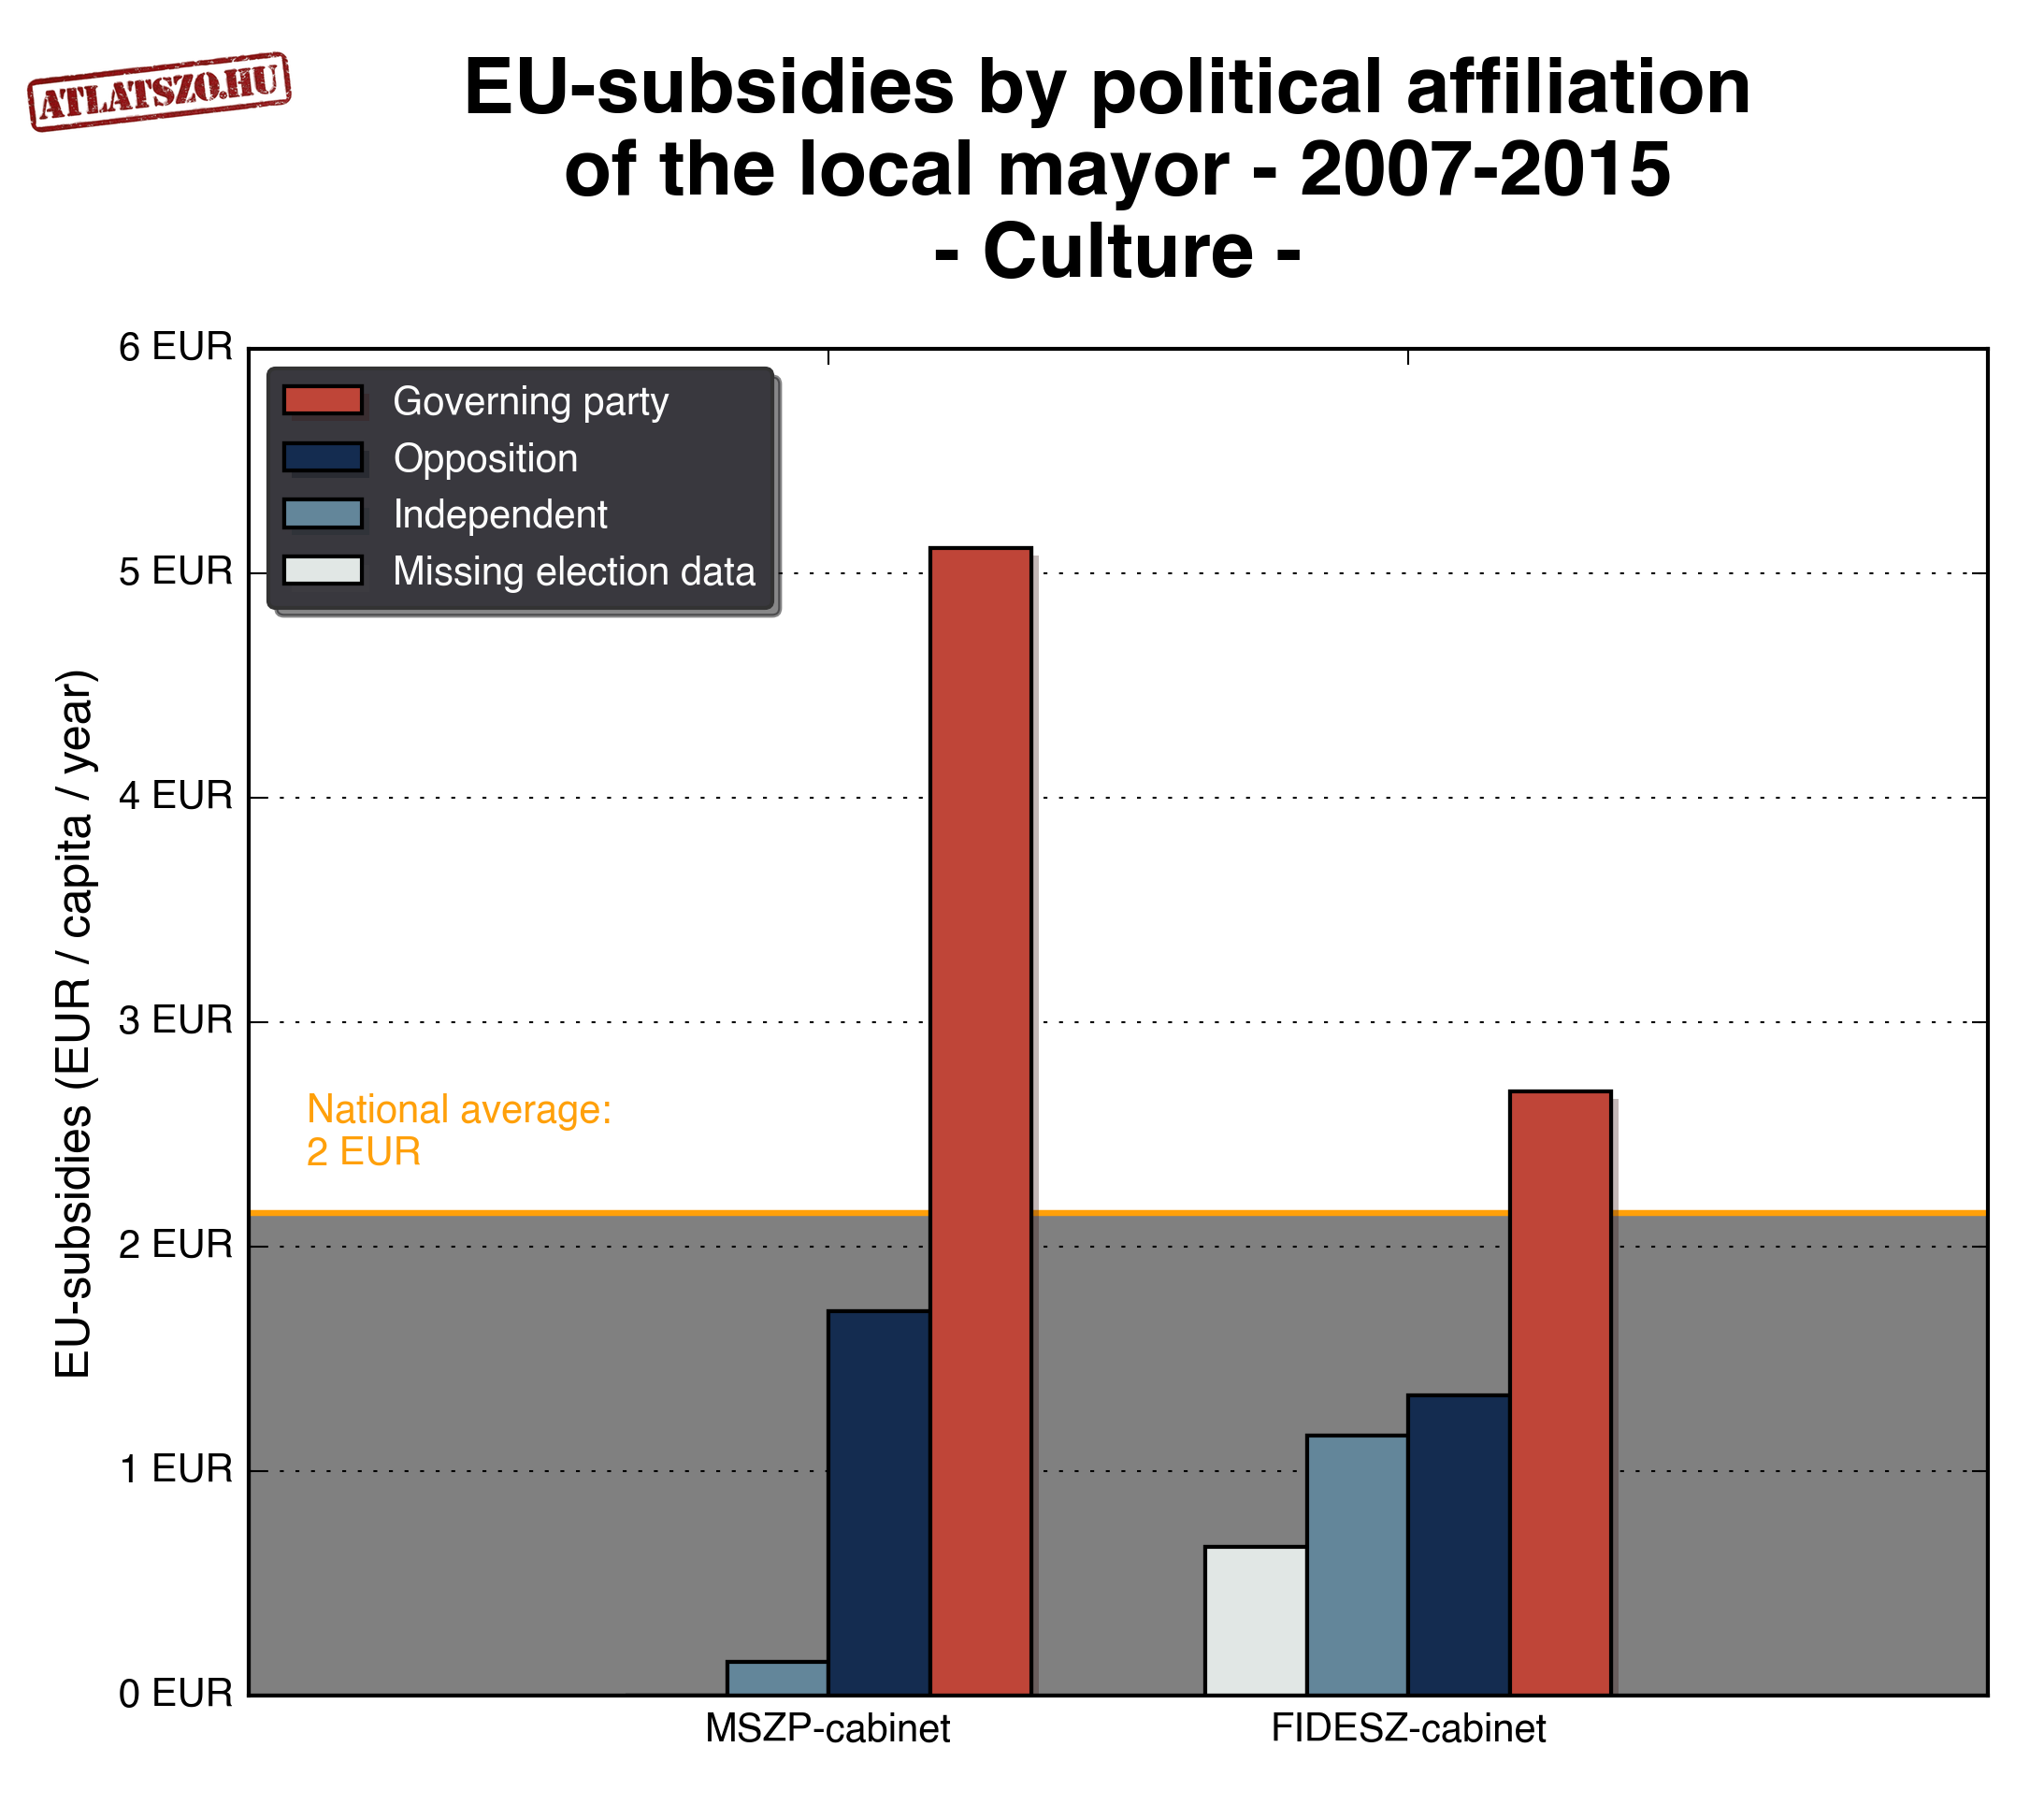 ATLATSZO.HU
EU-subsidies by political affiliation
of the local mayor - 2007-2015
- Culture -
6 EUR
5 EUR
4 EUR
3 EUR
2 EUR
1 EUR
0 EUR
EU-subsidies (EUR / capita / year)
Governing party
Opposition
Independent
Missing election data
National average:
2 EUR
MSZP-cabinet
FIDESZ-cabinet